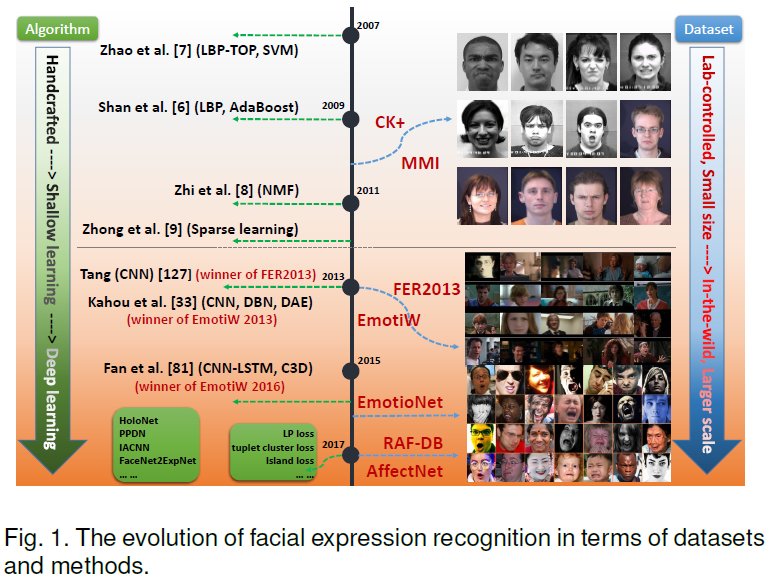 Algorithm
Dataset
2007
Zhao et al. [7] (LBP-TOP, SVM)
Shan et al. [6] (LBP, AdaBoost)
2009
CK+
MMI
Zhi et al. [8] (NMF)
2011
Zhong et al. [9] (Sparse learning)
Tang (CNN) [127] (winner of FER2013)
2013
FER2013
Kahou et al. [33] (CNN, DBN, DAE)
(winner of EmotiW 2013)
EmotiW
2015
Fan et al. [81] (CNN-LSTM, C3D)
(winner of EmotiW 2016)
EmotioNet
HoloNet
PPDN
IACNN
FaceNet2ExpNet
... ...
LP loss
tuplet cluster loss
Island loss
... ...
2017
RAF-DB
AffectNet
Handcrafted ----> Shallow learning ----> Deep learning
Lab-controlled, Small size ----> In-the-wild, Larger scale
Fig. 1. The evolution of facial expression recognition in terms of datasets
and methods.